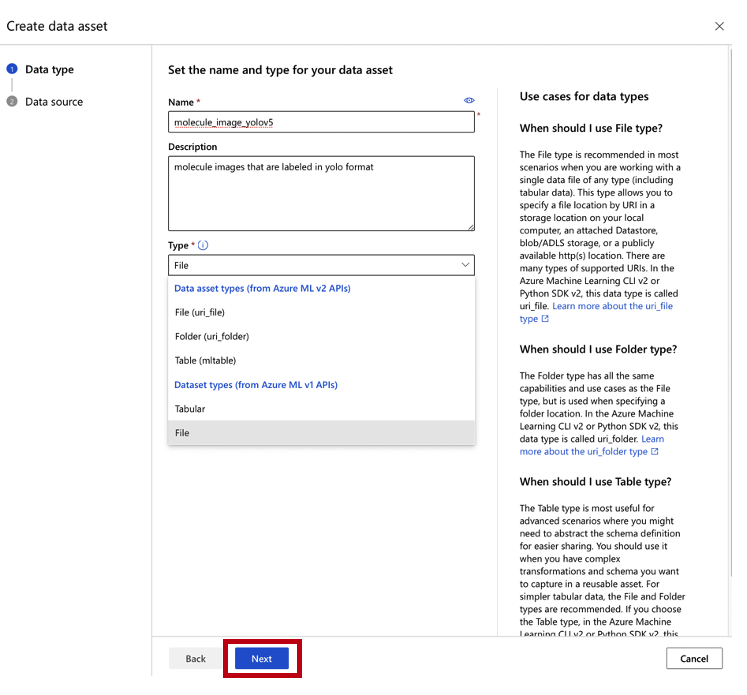 Create data asset
1 Data type
2 Data source
Set the name and type for your data asset
Name *
molecule_image_yolov5
*
Description
molecule images that are labeled in yolo format
Type *
File
Data asset types (from Azure ML v2 APIs)
File (uri_file)
Folder (uri_folder)
Table (mltable)
Dataset types (from Azure ML v1 APIs)
Tabular
File
Use cases for data types
When should I use File type?
The File type is recommended in most
scenarios when you are working with a
single data file of any type (including
tabular data). This type allows you to
specify a file location by URI in a
storage location on your local
computer, an attached Datastore,
blob/ADLS storage, or a publicly
available http(s) location. There are
many types of supported URIs. In the
Azure Machine Learning CLI v2 or
Python SDK v2, this data type is called
uri_file. Learn more about the uri_file
type
When should I use Folder type?
The Folder type has all the same
capabilities and use cases as the File
type, but is used when specifying a
folder location. In the Azure Machine
Learning CLI v2 or Python SDK v2, this
data type is called uri_folder. Learn
more about the uri_folder type
When should I use Table type?
The Table type is most useful for
advanced scenarios where you might
need to abstract the schema definition
for easier sharing. You should use it
when you have complex
transformations and schema you want
to capture in a reusable asset. For
simpler tabular data, the File and Folder
types are recommended. If you choose
the Table type, in the Azure Machine
Learning CLI v2 or Python SDK v2, this
Back
Next
Cancel